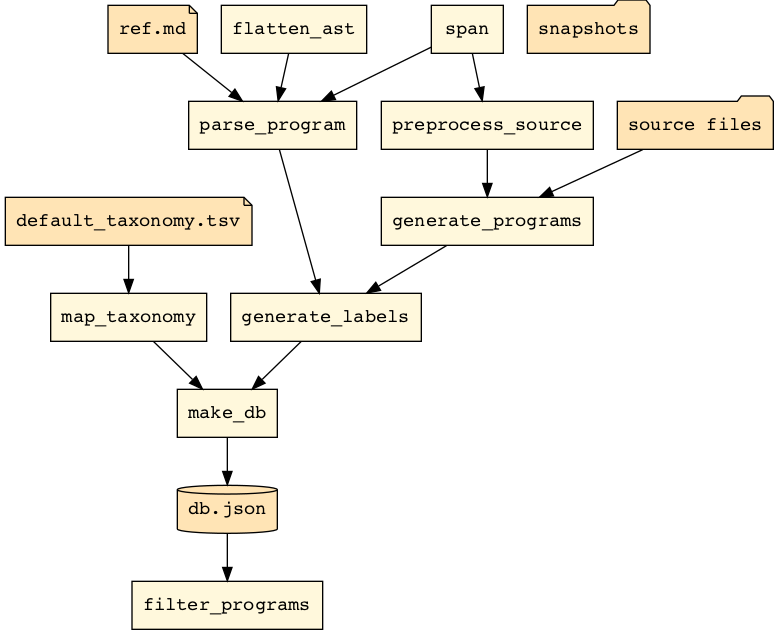 ref.md
flatten_ast
span
snapshots
parse_program
preprocess_source
source files
default_taxonomy.tsv
generate_programs
map_taxonomy
generate_labels
make_db
db.json
filter_programs